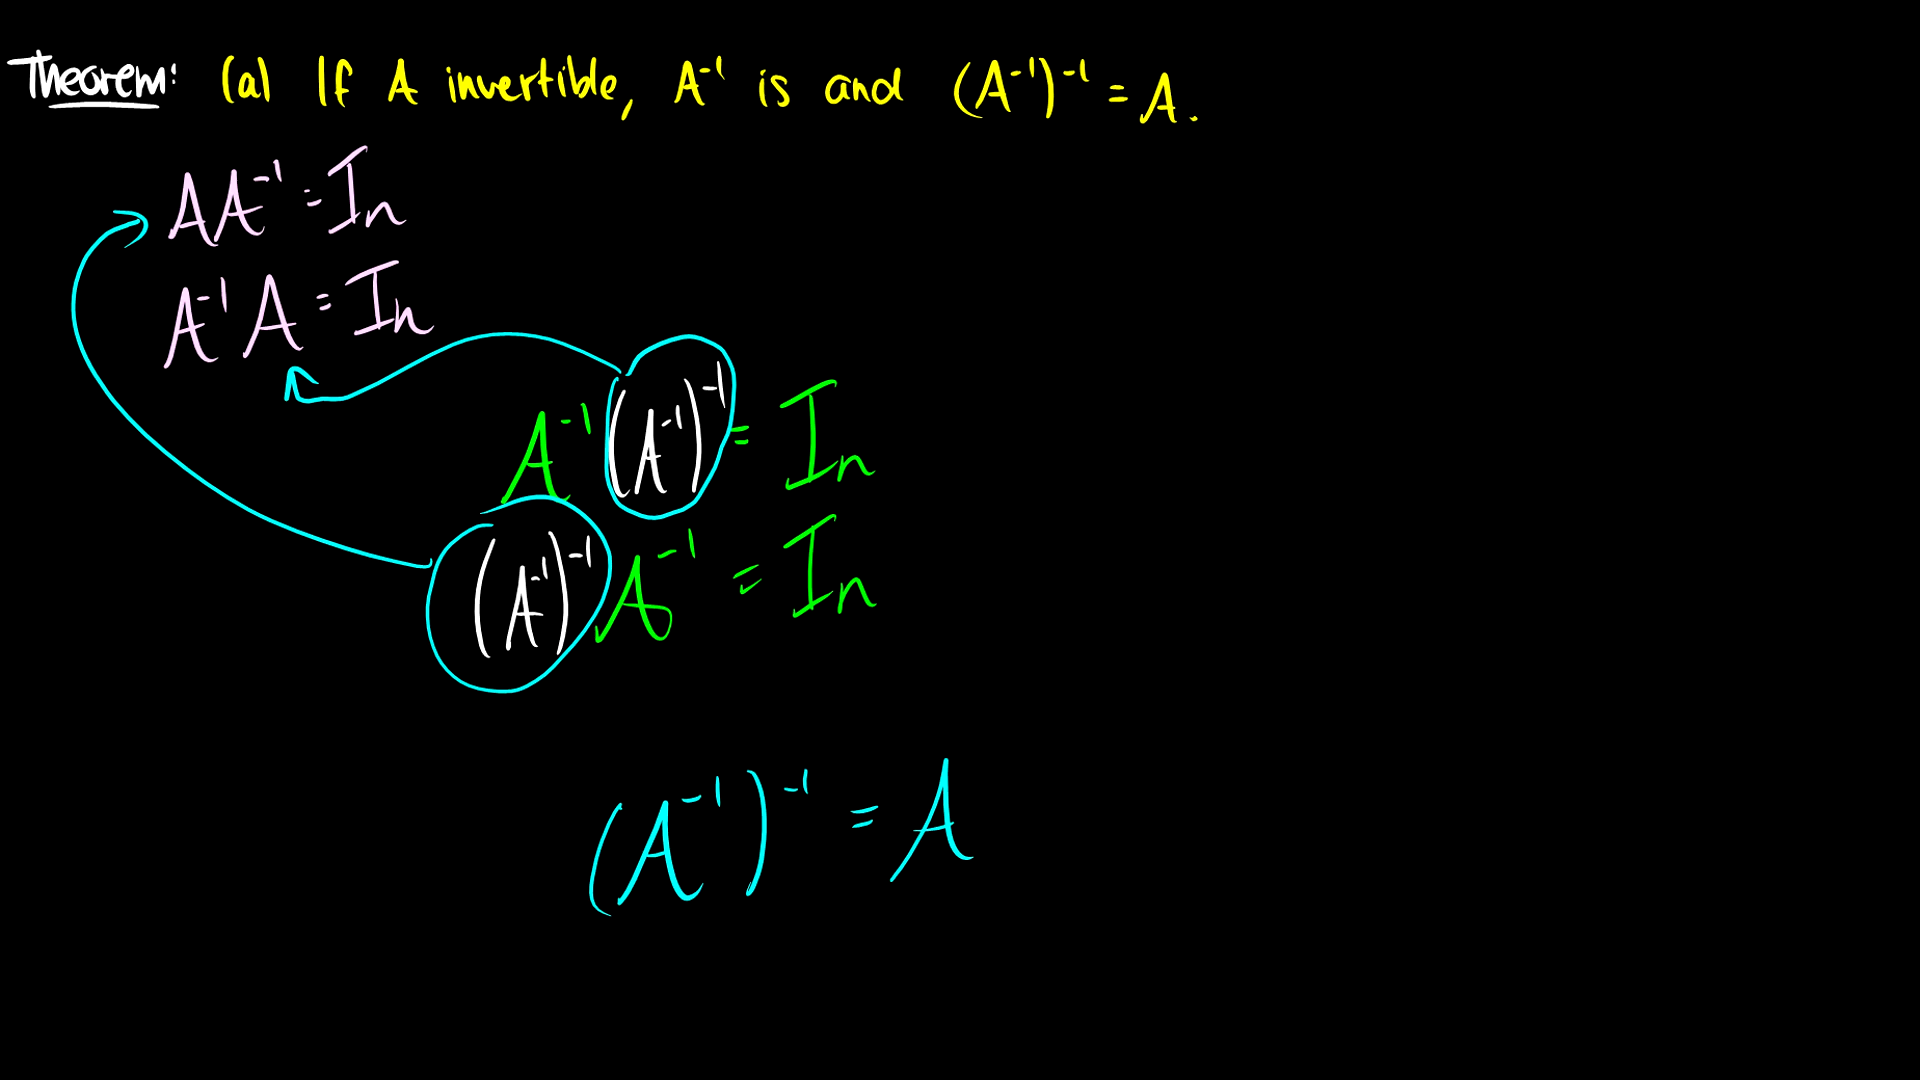 Theorem: (a) If A invertible, A⁻¹ is and (A⁻¹)⁻¹ = A.
AA⁻¹ = Iₙ
A⁻¹A = Iₙ
A⁻¹(A⁻¹)⁻¹ = Iₙ
(A⁻¹)⁻¹A⁻¹ = Iₙ
(A⁻¹)⁻¹ = A